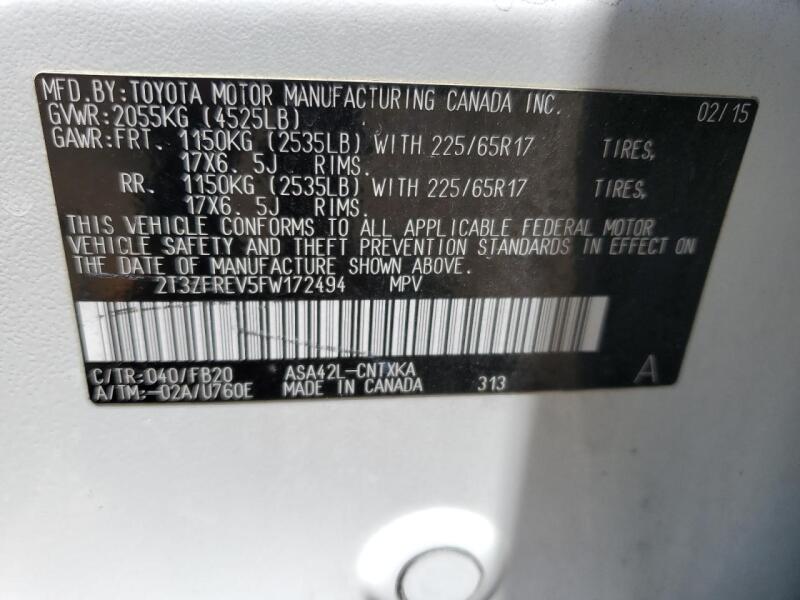 MFD.BY:TOYOTA MOTOR MANUFACTURING CANADA INC. 02/15
GVWR:2055KG (4525LB)
GAWR:FRT. 1150KG (2535LB) WITH 225/65R17 TIRES,
17X6. 5J RIMS.
RR. 1150KG (2535LB) WITH 225/65R17 TIRES,
17X6. 5J RIMS.
THIS VEHICLE CONFORMS TO ALL APPLICABLE FEDERAL MOTOR
VEHICLE SAFETY AND THEFT PREVENTION STANDARDS IN EFFECT ON
THE DATE OF MANUFACTURE SHOWN ABOVE.
2T3ZFREV5FW172494 MPV
C/TR:040/FB20 ASA42L-CNTXKA A
A/TM:-02A/U760E MADE IN CANADA 313